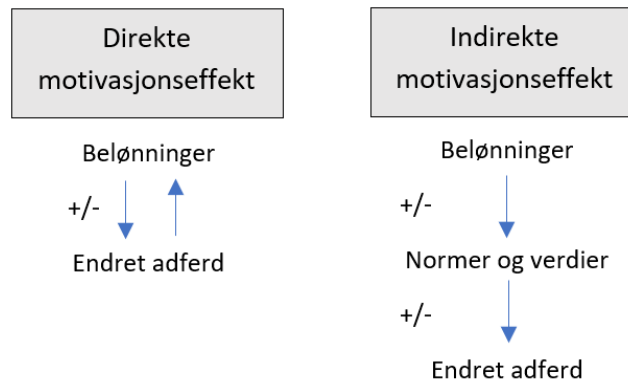 Direkte
motivasjonseffekt
Belønninger
+/-
Endret adferd
Indirekte
motivasjonseffekt
Belønninger
+/-
Normer og verdier
+/-
Endret adferd